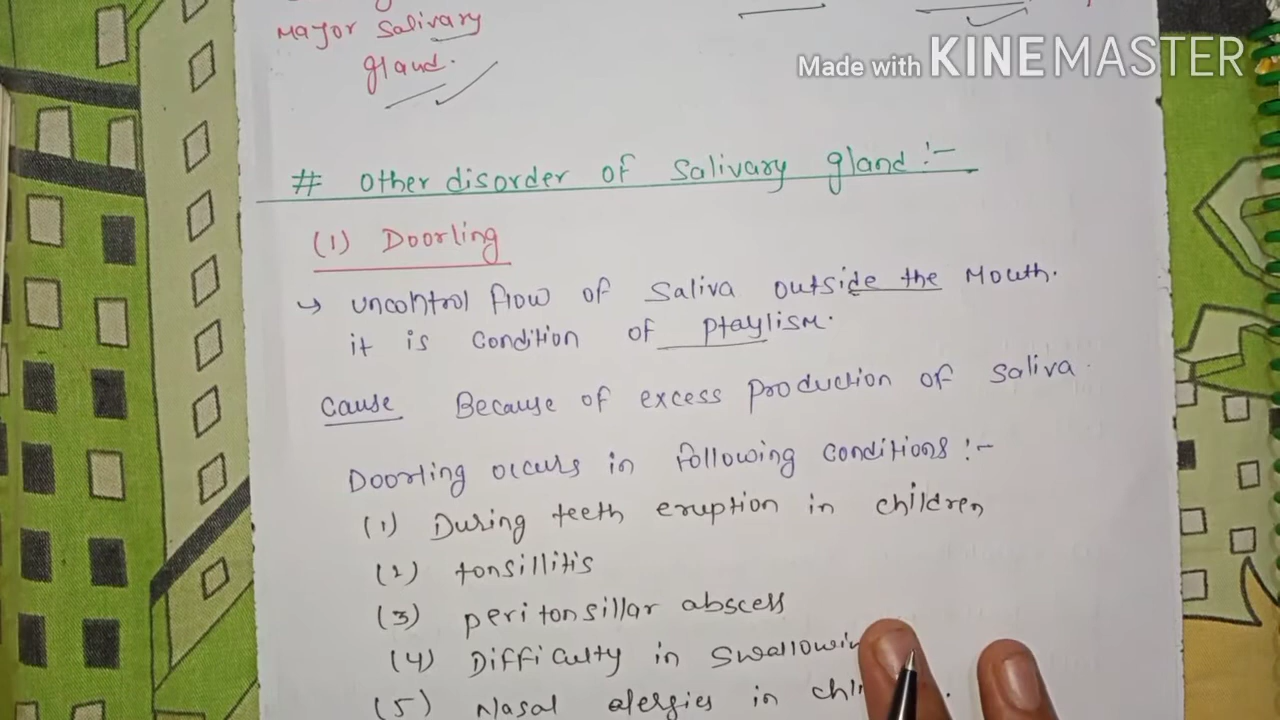 Major Salivary
gland.
Made with KINEMASTER
# Other disorder of Salivary gland :-
(1) Doorling
→ uncontrol flow of Saliva outside the Mouth.
it is condition of ptaylism.
Cause Because of excess production of saliva.
Doorling occurs in following conditions :-
(1) During teeth eruption in children
(2) tonsillitis
(3) peritonsillar abscess
(4) Difficulty in
(5) Nasal alergies in